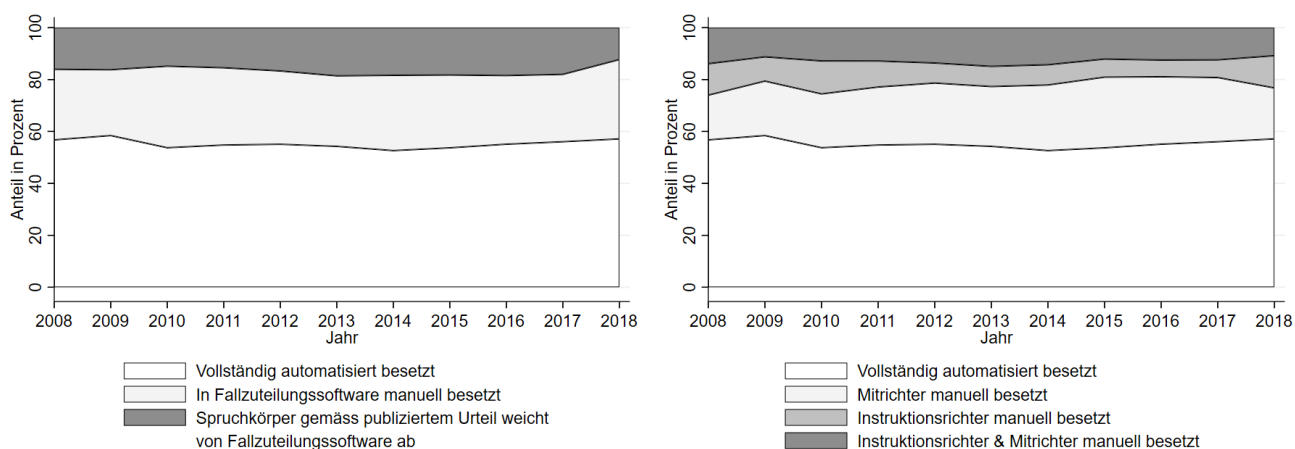 Anteil in Prozent
100
80
60
40
20
0
2008 2009 2010 2011 2012 2013 2014 2015 2016 2017 2018
Jahr
Vollständig automatisiert besetzt
In Fallzuteilungssoftware manuell besetzt
Spruchkörper gemäss publiziertem Urteil weicht
von Fallzuteilungssoftware ab
Anteil in Prozent
100
80
60
40
20
0
2008 2009 2010 2011 2012 2013 2014 2015 2016 2017 2018
Jahr
Vollständig automatisiert besetzt
Mitrichter manuell besetzt
Instruktionsrichter manuell besetzt
Instruktionsrichter & Mitrichter manuell besetzt